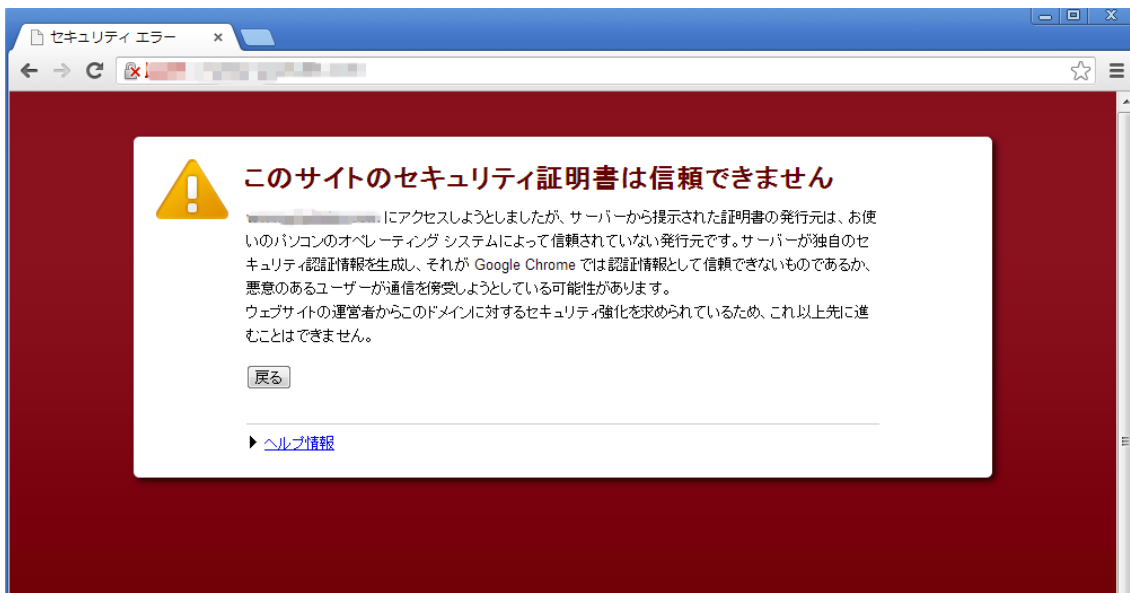 セキュリティ エラー
このサイトのセキュリティ証明書は信頼できません
にアクセスしようとしましたが、サーバーから提示された証明書の発行元は、お使
いのパソコンのオペレーティング システムによって信頼されていない発行元です。サーバーが独自のセ
キュリティ認証情報を生成し、それが Google Chrome では認証情報として信頼できないものであるか、
悪意のあるユーザーが通信を傍受しようとしている可能性があります。
ウェブサイトの運営者からこのドメインに対するセキュリティ強化を求められているため、これ以上先に進
むことはできません。
戻る
ヘルプ情報